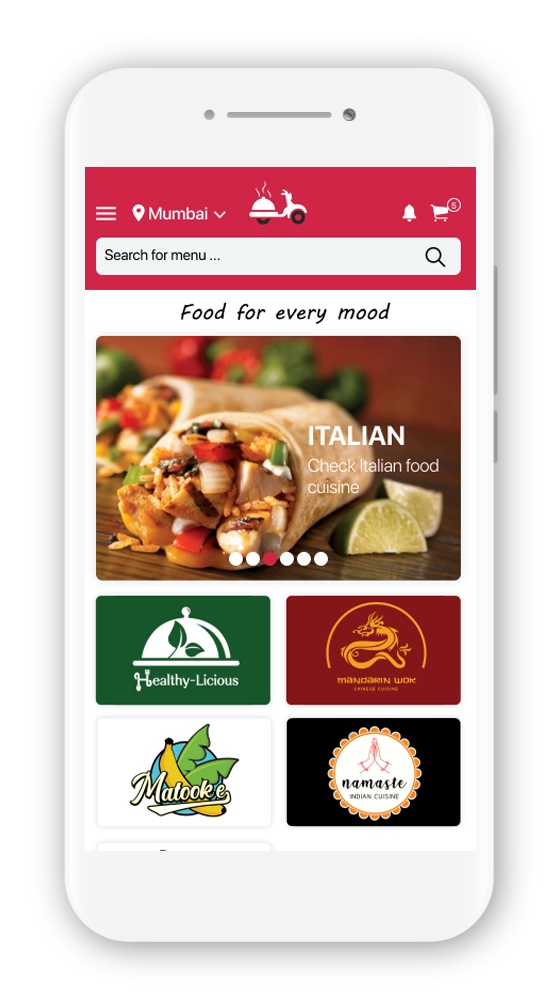 Mumbai
5
Search for menu ...
Food for every mood
ITALIAN
Check Italian food
cuisine
Healthy-Licious
MANDARIN WOK
CHINESE CUISINE
Matooke
namaste
INDIAN CUISINE